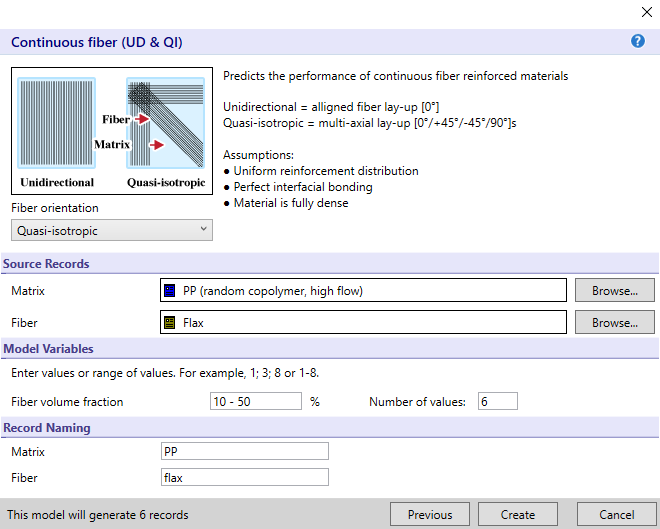 Continuous fiber (UD & QI)
?
Fiber
Matrix
Unidirectional
Quasi-isotropic
Predicts the performance of continuous fiber reinforced materials
Unidirectional = alligned fiber lay-up [0°]
Quasi-isotropic = multi-axial lay-up [0°/+45°/-45°/90°]s
Assumptions:
● Uniform reinforcement distribution
● Perfect interfacial bonding
● Material is fully dense
Fiber orientation
Quasi-isotropic
Source Records
Matrix PP (random copolymer, high flow) Browse...
Fiber Flax Browse...
Model Variables
Enter values or range of values. For example, 1; 3; 8 or 1-8.
Fiber volume fraction 10 - 50 % Number of values: 6
Record Naming
Matrix PP
Fiber flax
This model will generate 6 records Previous Create Cancel